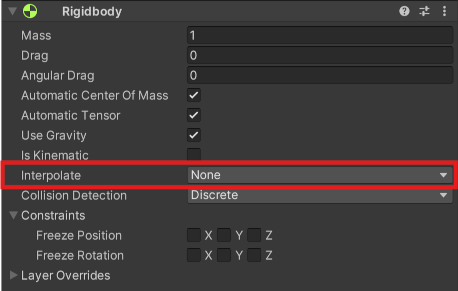 Rigidbody
Mass 1
Drag 0
Angular Drag 0
Automatic Center Of Mass
Automatic Tensor
Use Gravity
Is Kinematic
Interpolate None
Collision Detection Discrete
Constraints
Freeze Position X Y Z
Freeze Rotation X Y Z
Layer Overrides